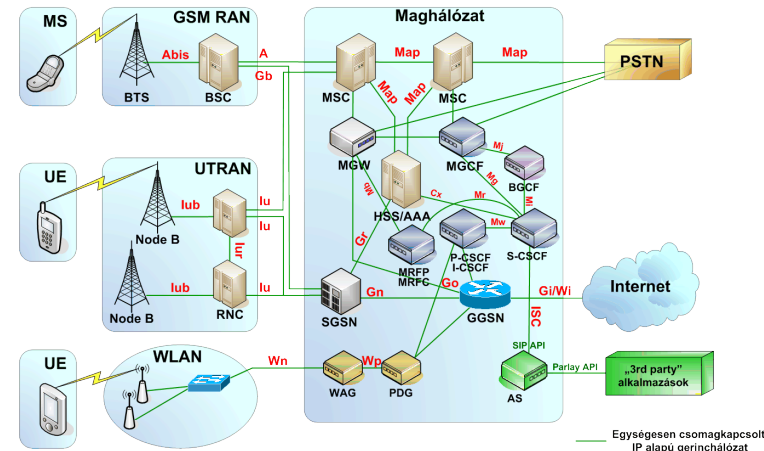 MS
GSM RAN
Maghálózat
Abis
A
Gb
BTS
BSC
MSC
Map
MSC
Map
PSTN
Map
Map
MGW
MGCF
Mj
BGCF
Mg
Mi
UE
UTRAN
Iub
Iu
Iu
Node B
Iur
Mb
HSS/AAA
Cx
Mr
Mw
Gr
MRFP
MRFC
P-CSCF
I-CSCF
S-CSCF
Iub
Iu
Node B
RNC
SGSN
Gn
Go
GGSN
Gi/Wi
Internet
ISC
UE
WLAN
Wn
WAG
Wp
PDG
SIP API
AS
Parlay API
„3rd party”
alkalmazások
Egységesen csomagkapcsolt
IP alapú gerinchálózat